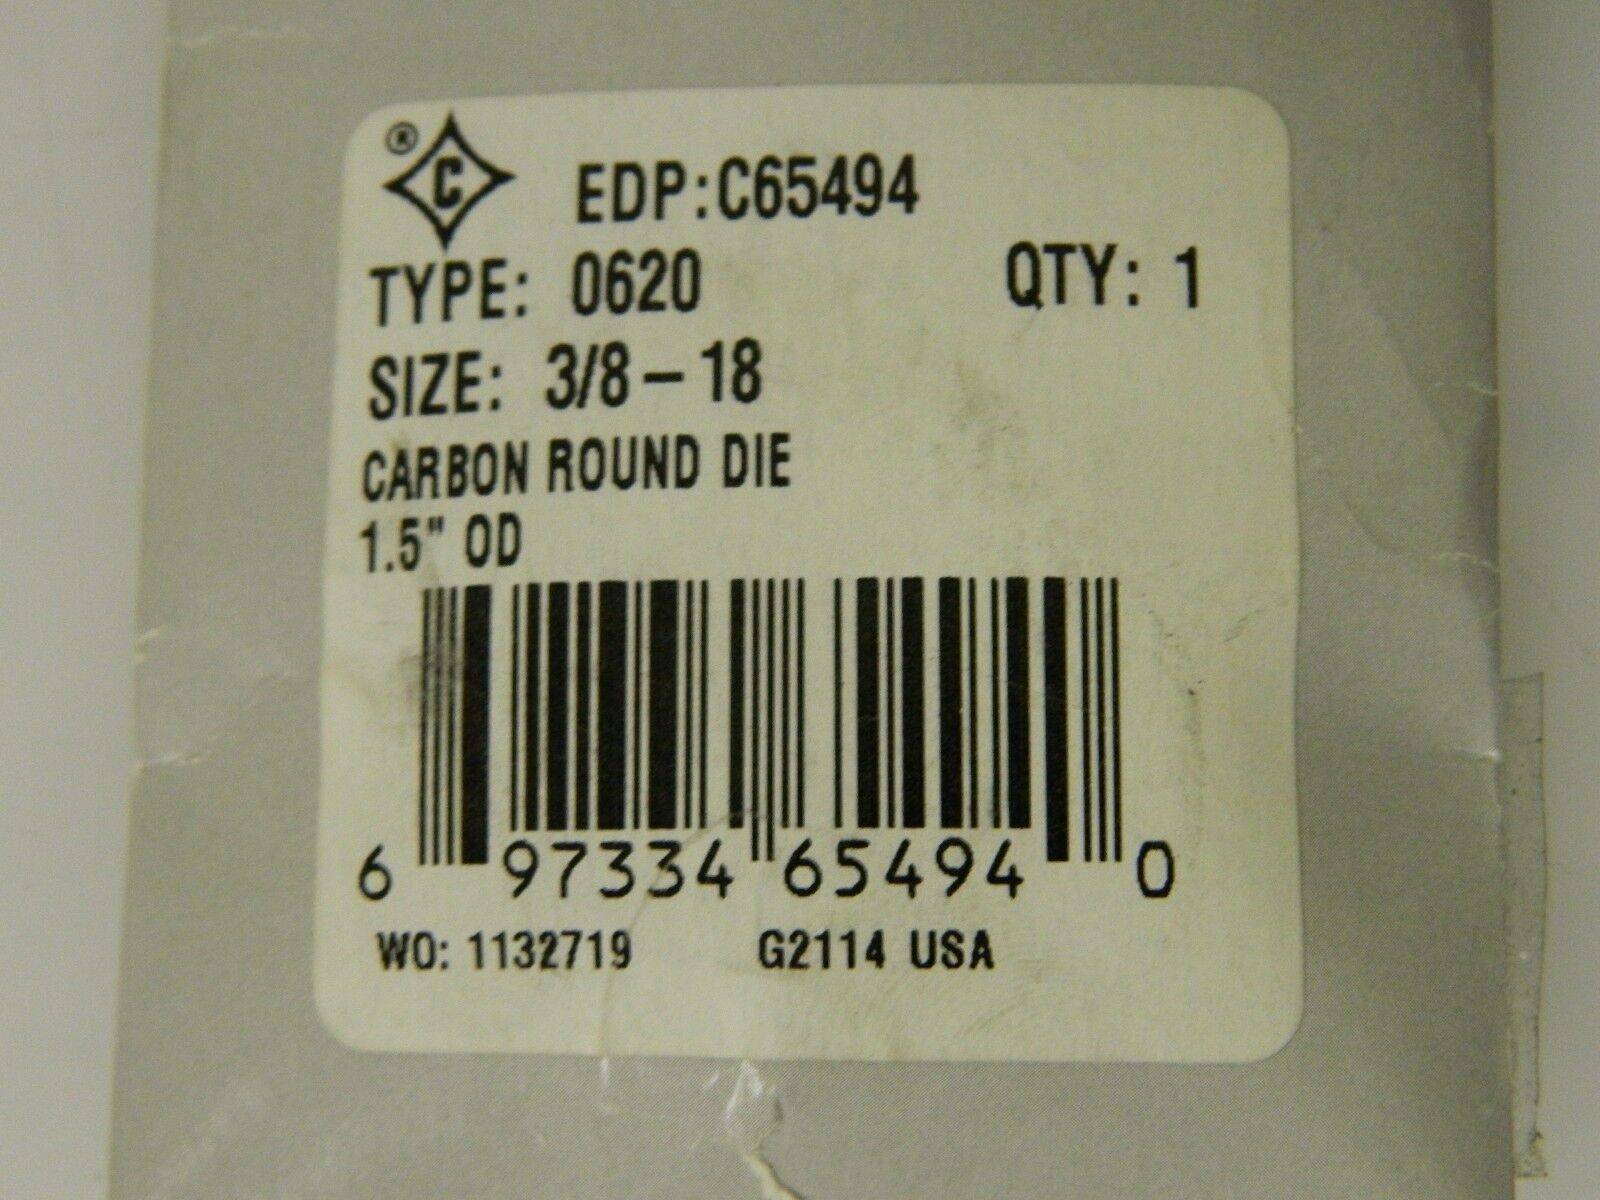 ® C EDP:C65494
TYPE: 0620 QTY: 1
SIZE: 3/8 – 18
CARBON ROUND DIE
1.5" OD
6 97334 65494 0
WO: 1132719 G2114 USA